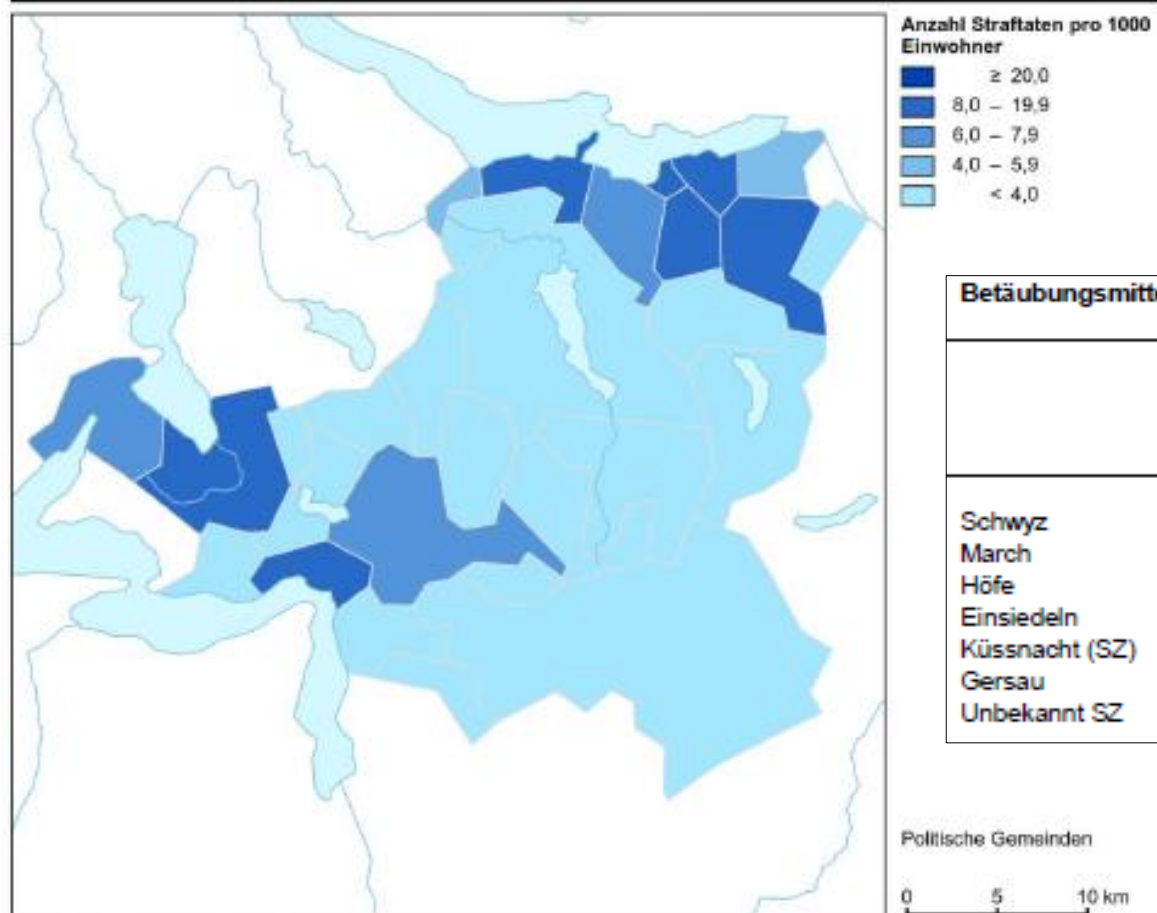 Anzahl Straftaten pro 1000
Einwohner
≥ 20,0
8,0 – 19,9
6,0 – 7,9
4,0 – 5,9
< 4,0
Schwyz
March
Höfe
Einsiedeln
Küssnacht (SZ)
Gersau
Unbekannt SZ
Politische Gemeinden
0 5 10 km